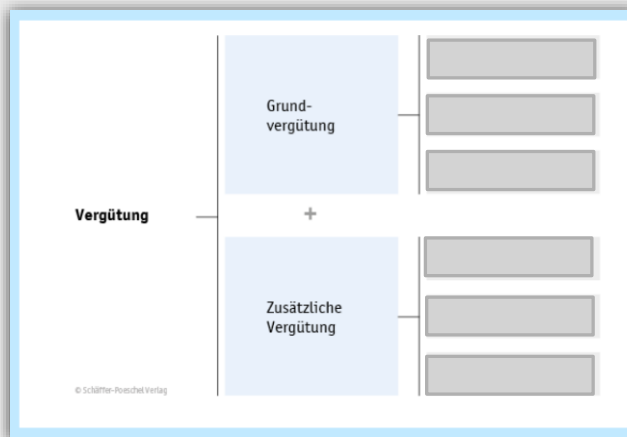 Grund-
vergütung
Vergütung
+
Zusätzliche
Vergütung
© Schäffer-Poeschel Verlag